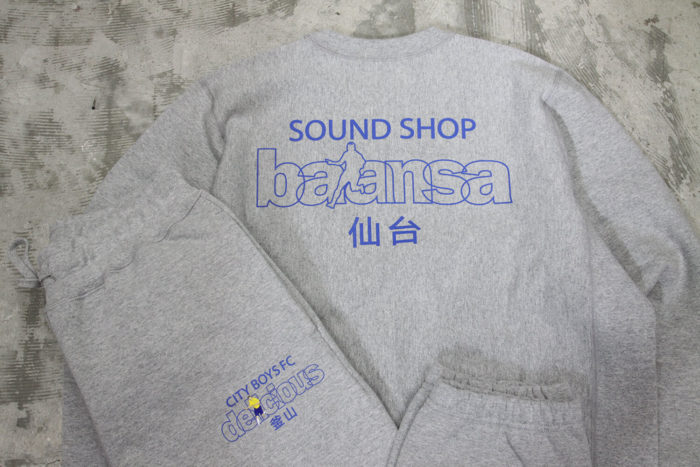 SOUND SHOP
balansa
仙台
CITY BOYS FC
delicious
釜山